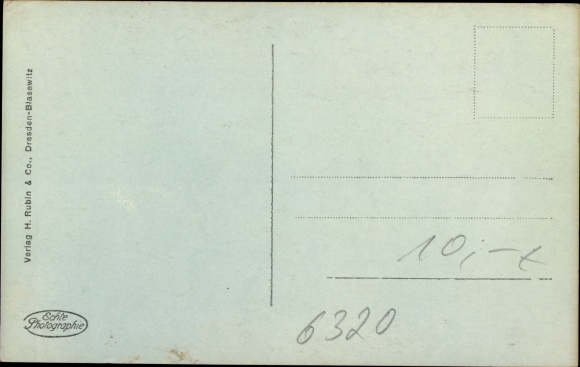 Verlag H. Rubin & Co., Dresden-Blasewitz
Echte
Photographie
10,-
6320